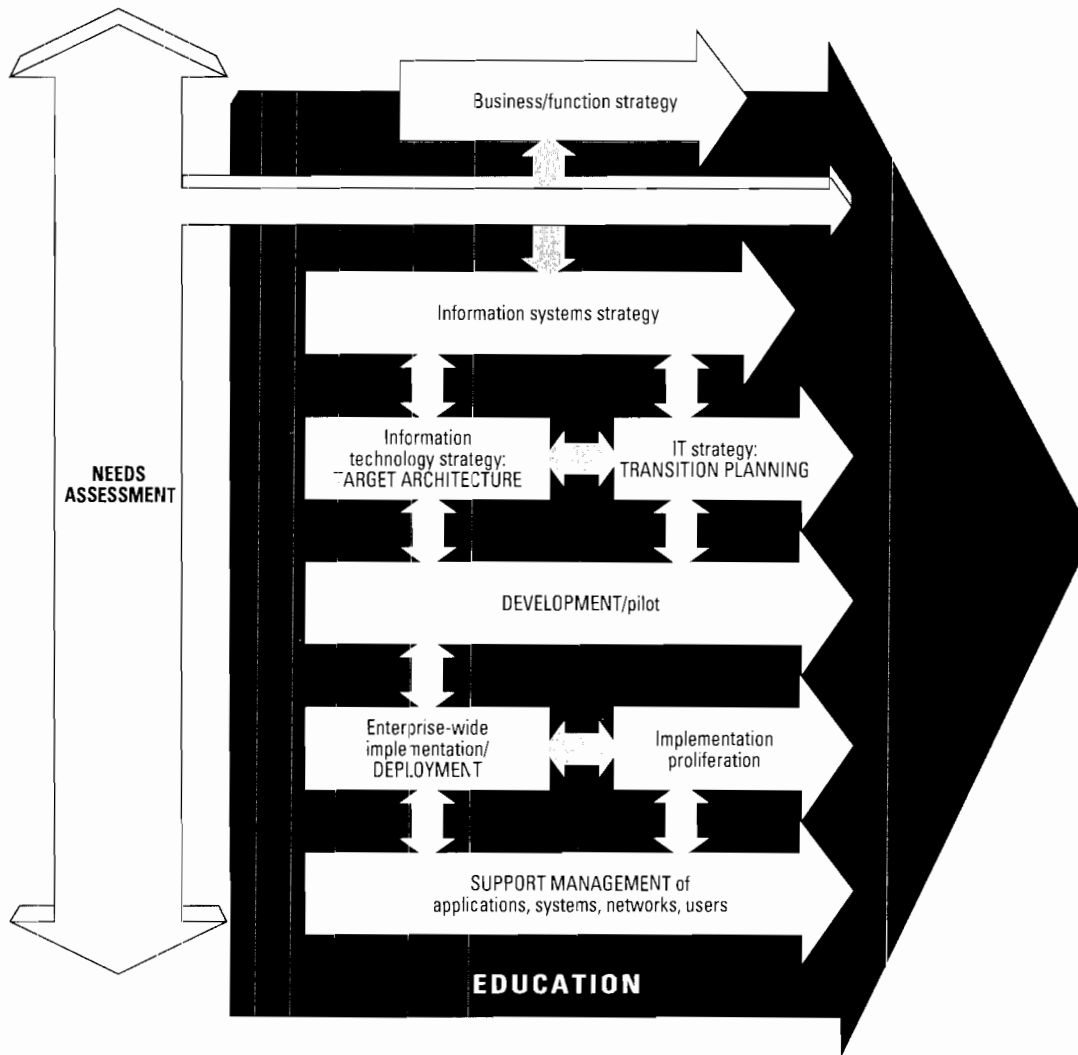 Business/function strategy
Information systems strategy
Information
technology strategy:
TARGET ARCHITECTURE
IT strategy:
TRANSITION PLANNING
NEEDS
ASSESSMENT
DEVELOPMENT/pilot
Enterprise-wide
implementation/
DEPLOYMENT
Implementation
proliferation
SUPPORT MANAGEMENT of
applications, systems, networks, users
EDUCATION